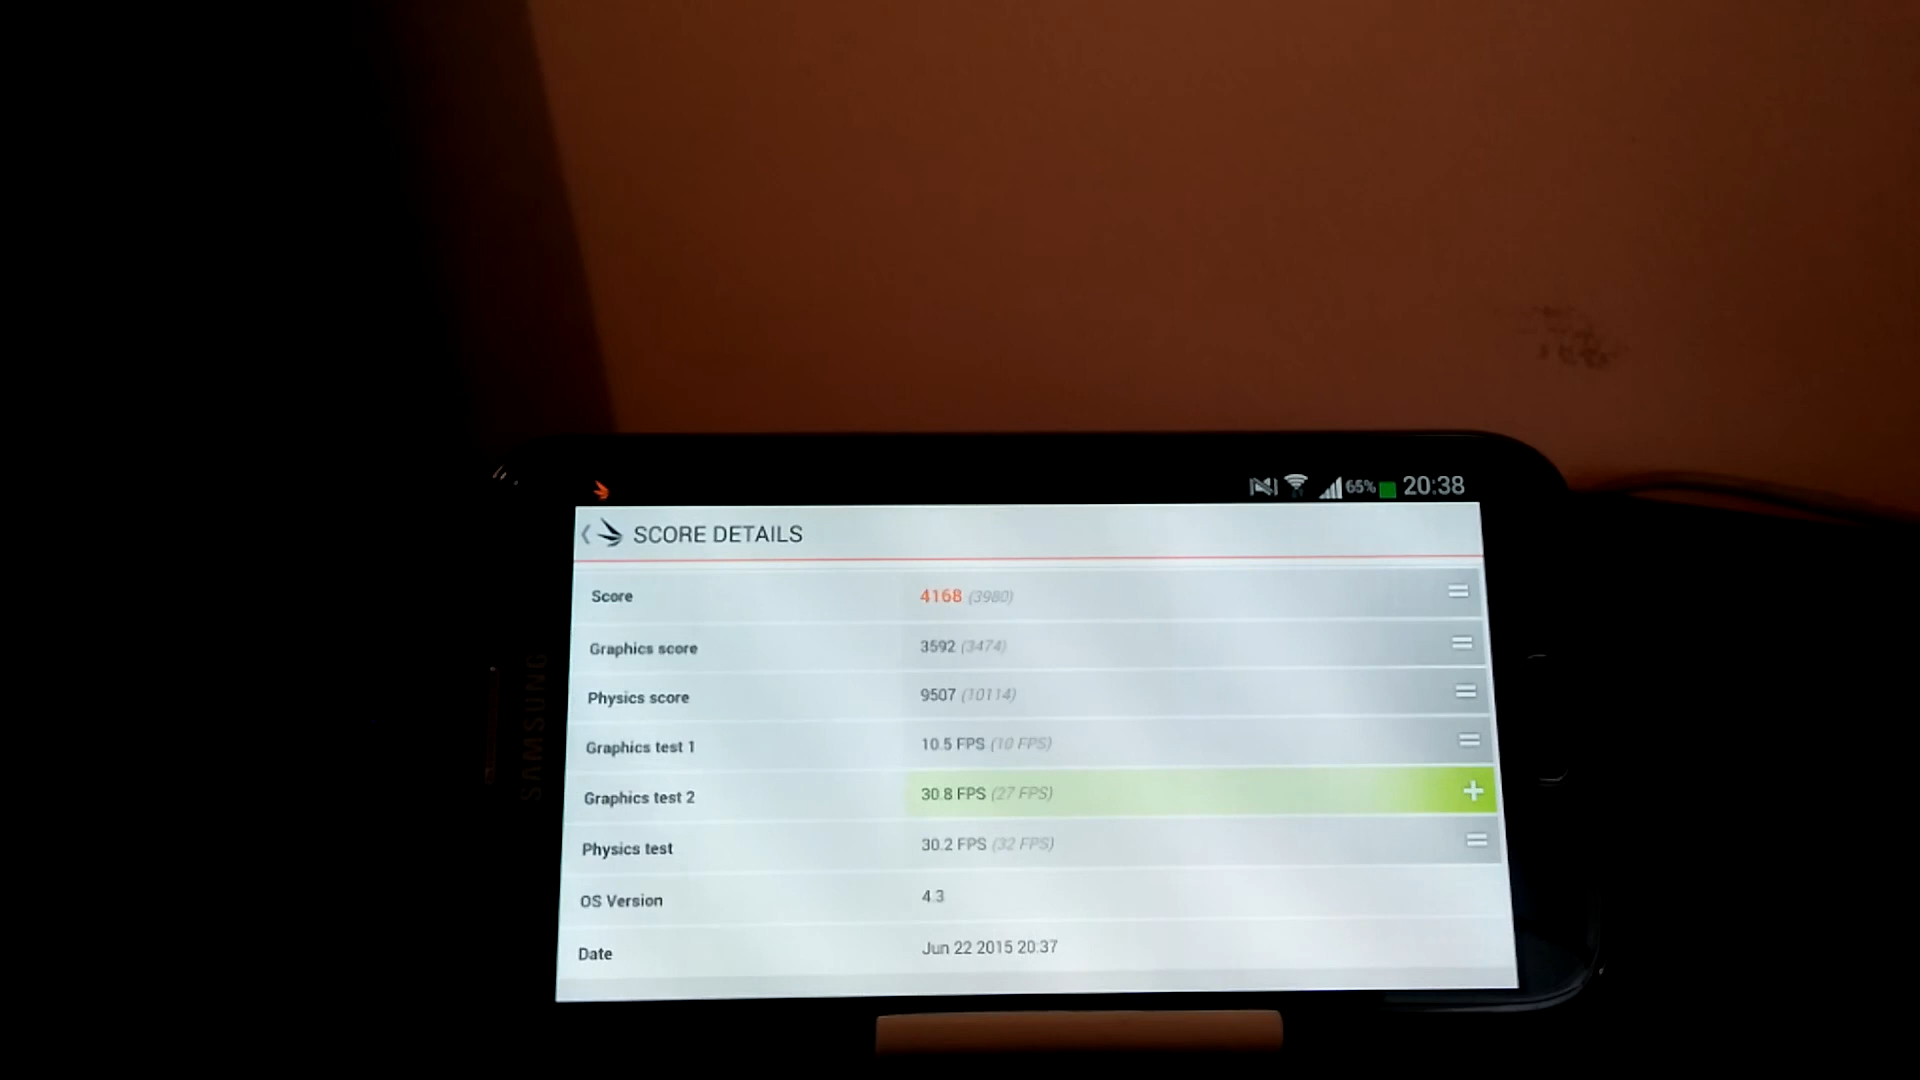 65% 20:38
SCORE DETAILS
Score 4168 (3980)
Graphics score 3592 (3474)
Physics score 9507 (10114)
Graphics test 1 10.5 FPS (10 FPS)
Graphics test 2 30.8 FPS (27 FPS)
Physics test 30.2 FPS (32 FPS)
OS Version 4.3
Date Jun 22 2015 20:37
SAMSUNG